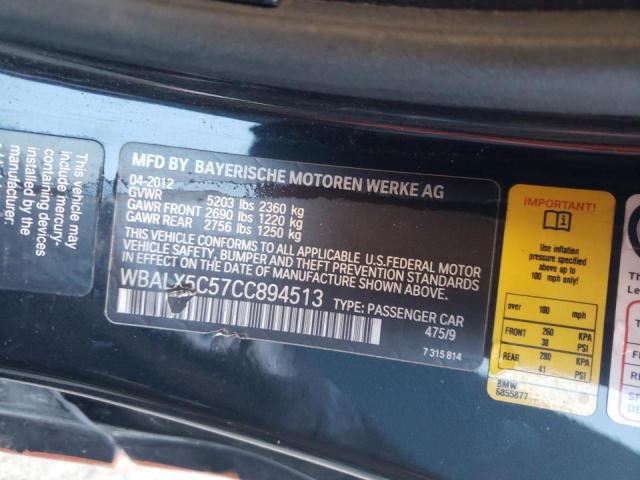 This vehicle may
include mercury-
containing devices
installed by the
manufacturer
MFD BY BAYERISCHE MOTOREN WERKE AG
04-2012
GVWR 5203 lbs 2360 kg
GAWR FRONT 2690 lbs 1220 kg
GAWR REAR 2756 lbs 1250 kg
THIS VEHICLE CONFORMS TO ALL APPLICABLE U.S.FEDERAL MOTOR
VEHICLE SAFETY, BUMPER, AND THEFT PREVENTION STANDARDS
IN EFFECT ON THE DATE OF MANUFACTURE SHOWN ABOVE
WBALX5C57CC894513
TYPE: PASSENGER CAR
475/9
7 315 814
IMPORTANT!
Use inflation
pressure specified
above or up to
100 mph only!
over 100 mph
FRONT 260 KPA
38 PSI
REAR 280 KPA
41 PSI
BMW
6855877